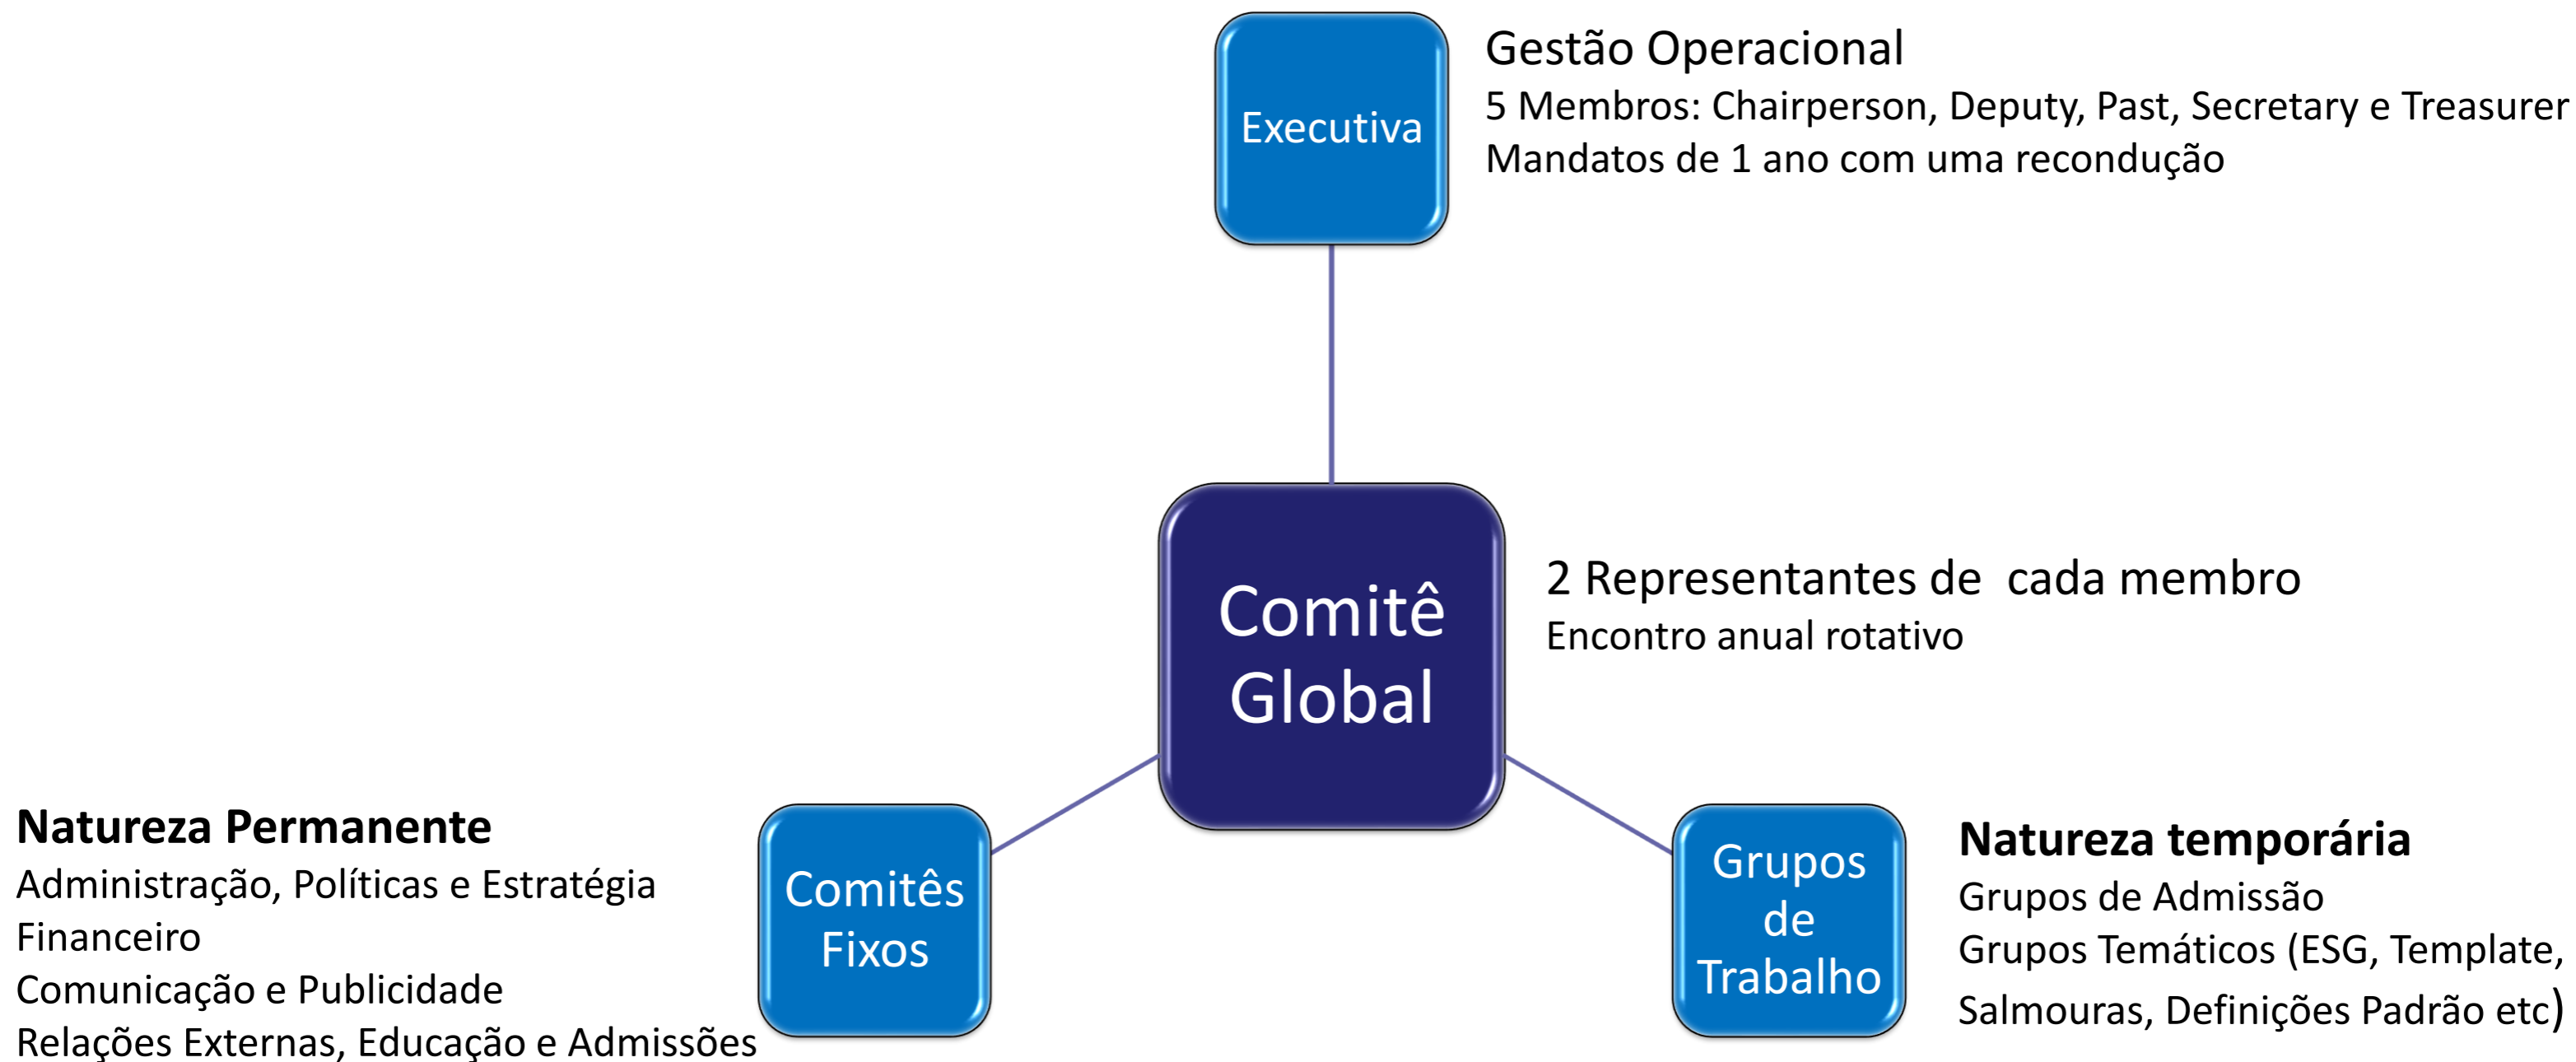 Executiva
Gestão Operacional
5 Membros: Chairperson, Deputy, Past, Secretary e Treasurer
Mandatos de 1 ano com uma recondução
Comitê
Global
2 Representantes de  cada membro
Encontro anual rotativo
Natureza Permanente
Administração, Políticas e Estratégia
Financeiro
Comunicação e Publicidade
Relações Externas, Educação e Admissões
Comitês
Fixos
Grupos
de
Trabalho
Natureza temporária
Grupos de Admissão
Grupos Temáticos (ESG, Template,
Salmouras, Definições Padrão etc)